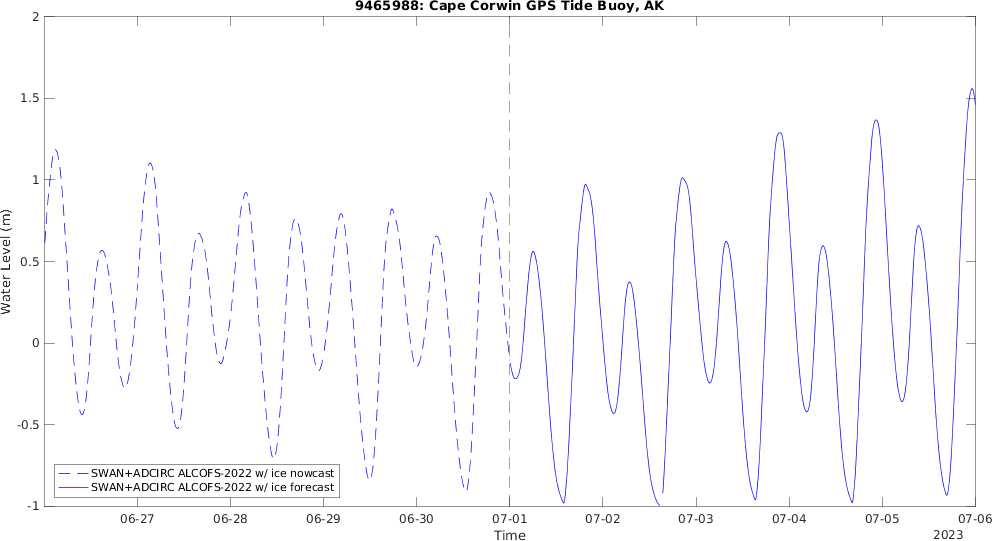 9465988: Cape Corwin GPS Tide Buoy, AK
2
1.5
1
0.5
0
-0.5
-1
Water Level (m)
SWAN+ADCIRC ALCOFS-2022 w/ ice nowcast
SWAN+ADCIRC ALCOFS-2022 w/ ice forecast
06-27 06-28 06-29 06-30 07-01 07-02 07-03 07-04 07-05 07-06
Time
2023